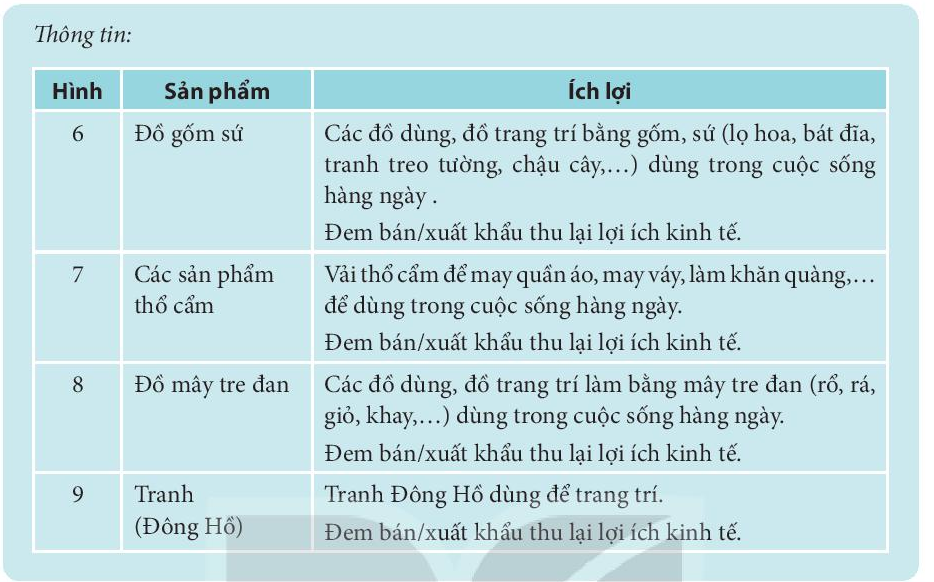 Thông tin:
Hình Sản phẩm Ích lợi
6 Đồ gốm sứ Các đồ dùng, đồ trang trí bằng gốm, sứ (lọ hoa, bát đĩa,
tranh treo tường, chậu cây,...) dùng trong cuộc sống
hàng ngày .
Đem bán/xuất khẩu thu lại lợi ích kinh tế.
7 Các sản phẩm Vải thổ cẩm để may quần áo, may váy, làm khăn quàng,...
thổ cẩm để dùng trong cuộc sống hàng ngày.
Đem bán/xuất khẩu thu lại lợi ích kinh tế.
8 Đồ mây tre đan Các đồ dùng, đồ trang trí làm bằng mây tre đan (rổ, rá,
giỏ, khay,...) dùng trong cuộc sống hàng ngày.
Đem bán/xuất khẩu thu lại lợi ích kinh tế.
9 Tranh Tranh Đông Hồ dùng để trang trí.
(Đông Hồ) Đem bán/xuất khẩu thu lại lợi ích kinh tế.